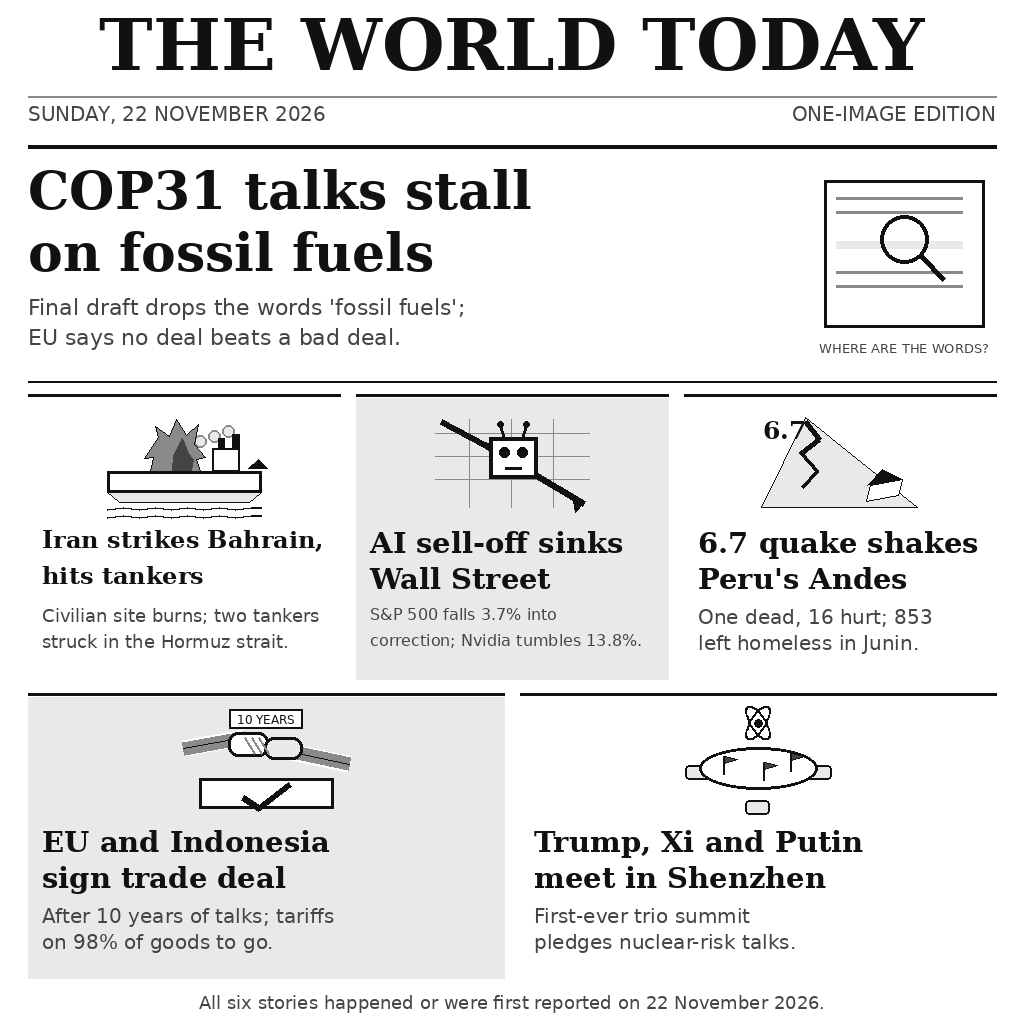 THE WORLD TODAY
SUNDAY, 22 NOVEMBER 2026
ONE-IMAGE EDITION
COP31 talks stall
on fossil fuels
Final draft drops the words 'fossil fuels';
EU says no deal beats a bad deal.
WHERE ARE THE WORDS?
Iran strikes Bahrain,
hits tankers
Civilian site burns; two tankers
struck in the Hormuz strait.
AI sell-off sinks
Wall Street
S&P 500 falls 3.7% into
correction; Nvidia tumbles 13.8%.
6.7
6.7 quake shakes
Peru's Andes
One dead, 16 hurt; 853
left homeless in Junin.
10 YEARS
EU and Indonesia
sign trade deal
After 10 years of talks; tariffs
on 98% of goods to go.
Trump, Xi and Putin
meet in Shenzhen
First-ever trio summit
pledges nuclear-risk talks.
All six stories happened or were first reported on 22 November 2026.